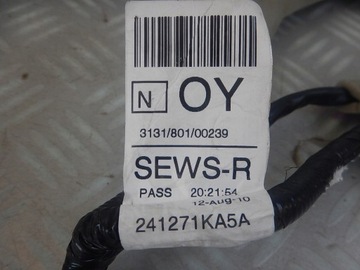 N OY
3131/801/00239
SEWS-R
PASS 20:21:54
12-Aug-10
241271KA5A